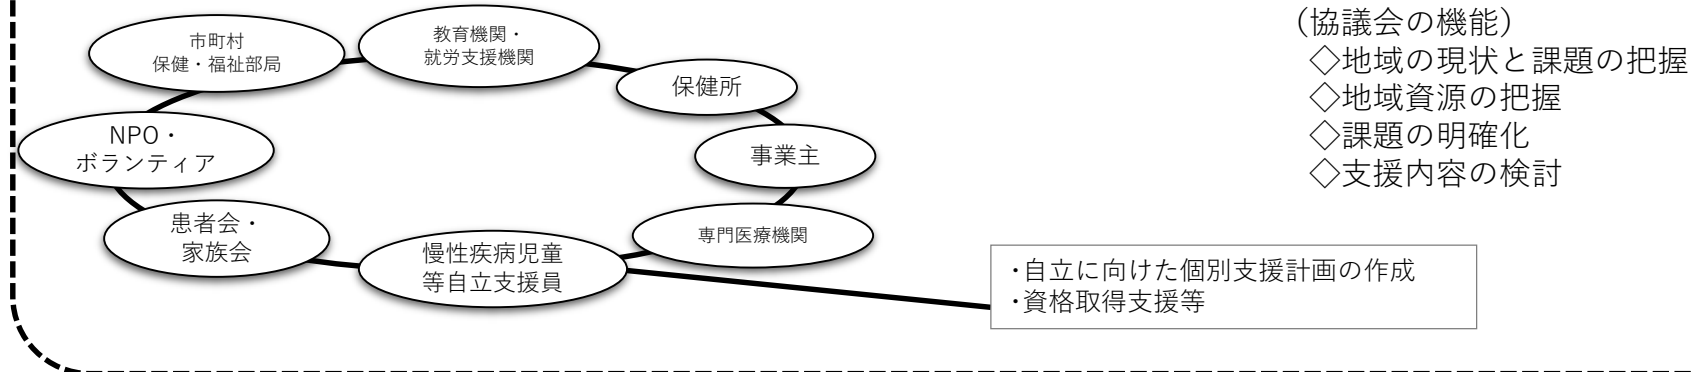 市町村
保健・福祉部局
教育機関・
就労支援機関
保健所
NPO・
ボランティア
事業主
患者会・
家族会
慢性疾病児童
等自立支援員
専門医療機関
・自立に向けた個別支援計画の作成
・資格取得支援等
（協議会の機能）
◇地域の現状と課題の把握
◇地域資源の把握
◇課題の明確化
◇支援内容の検討